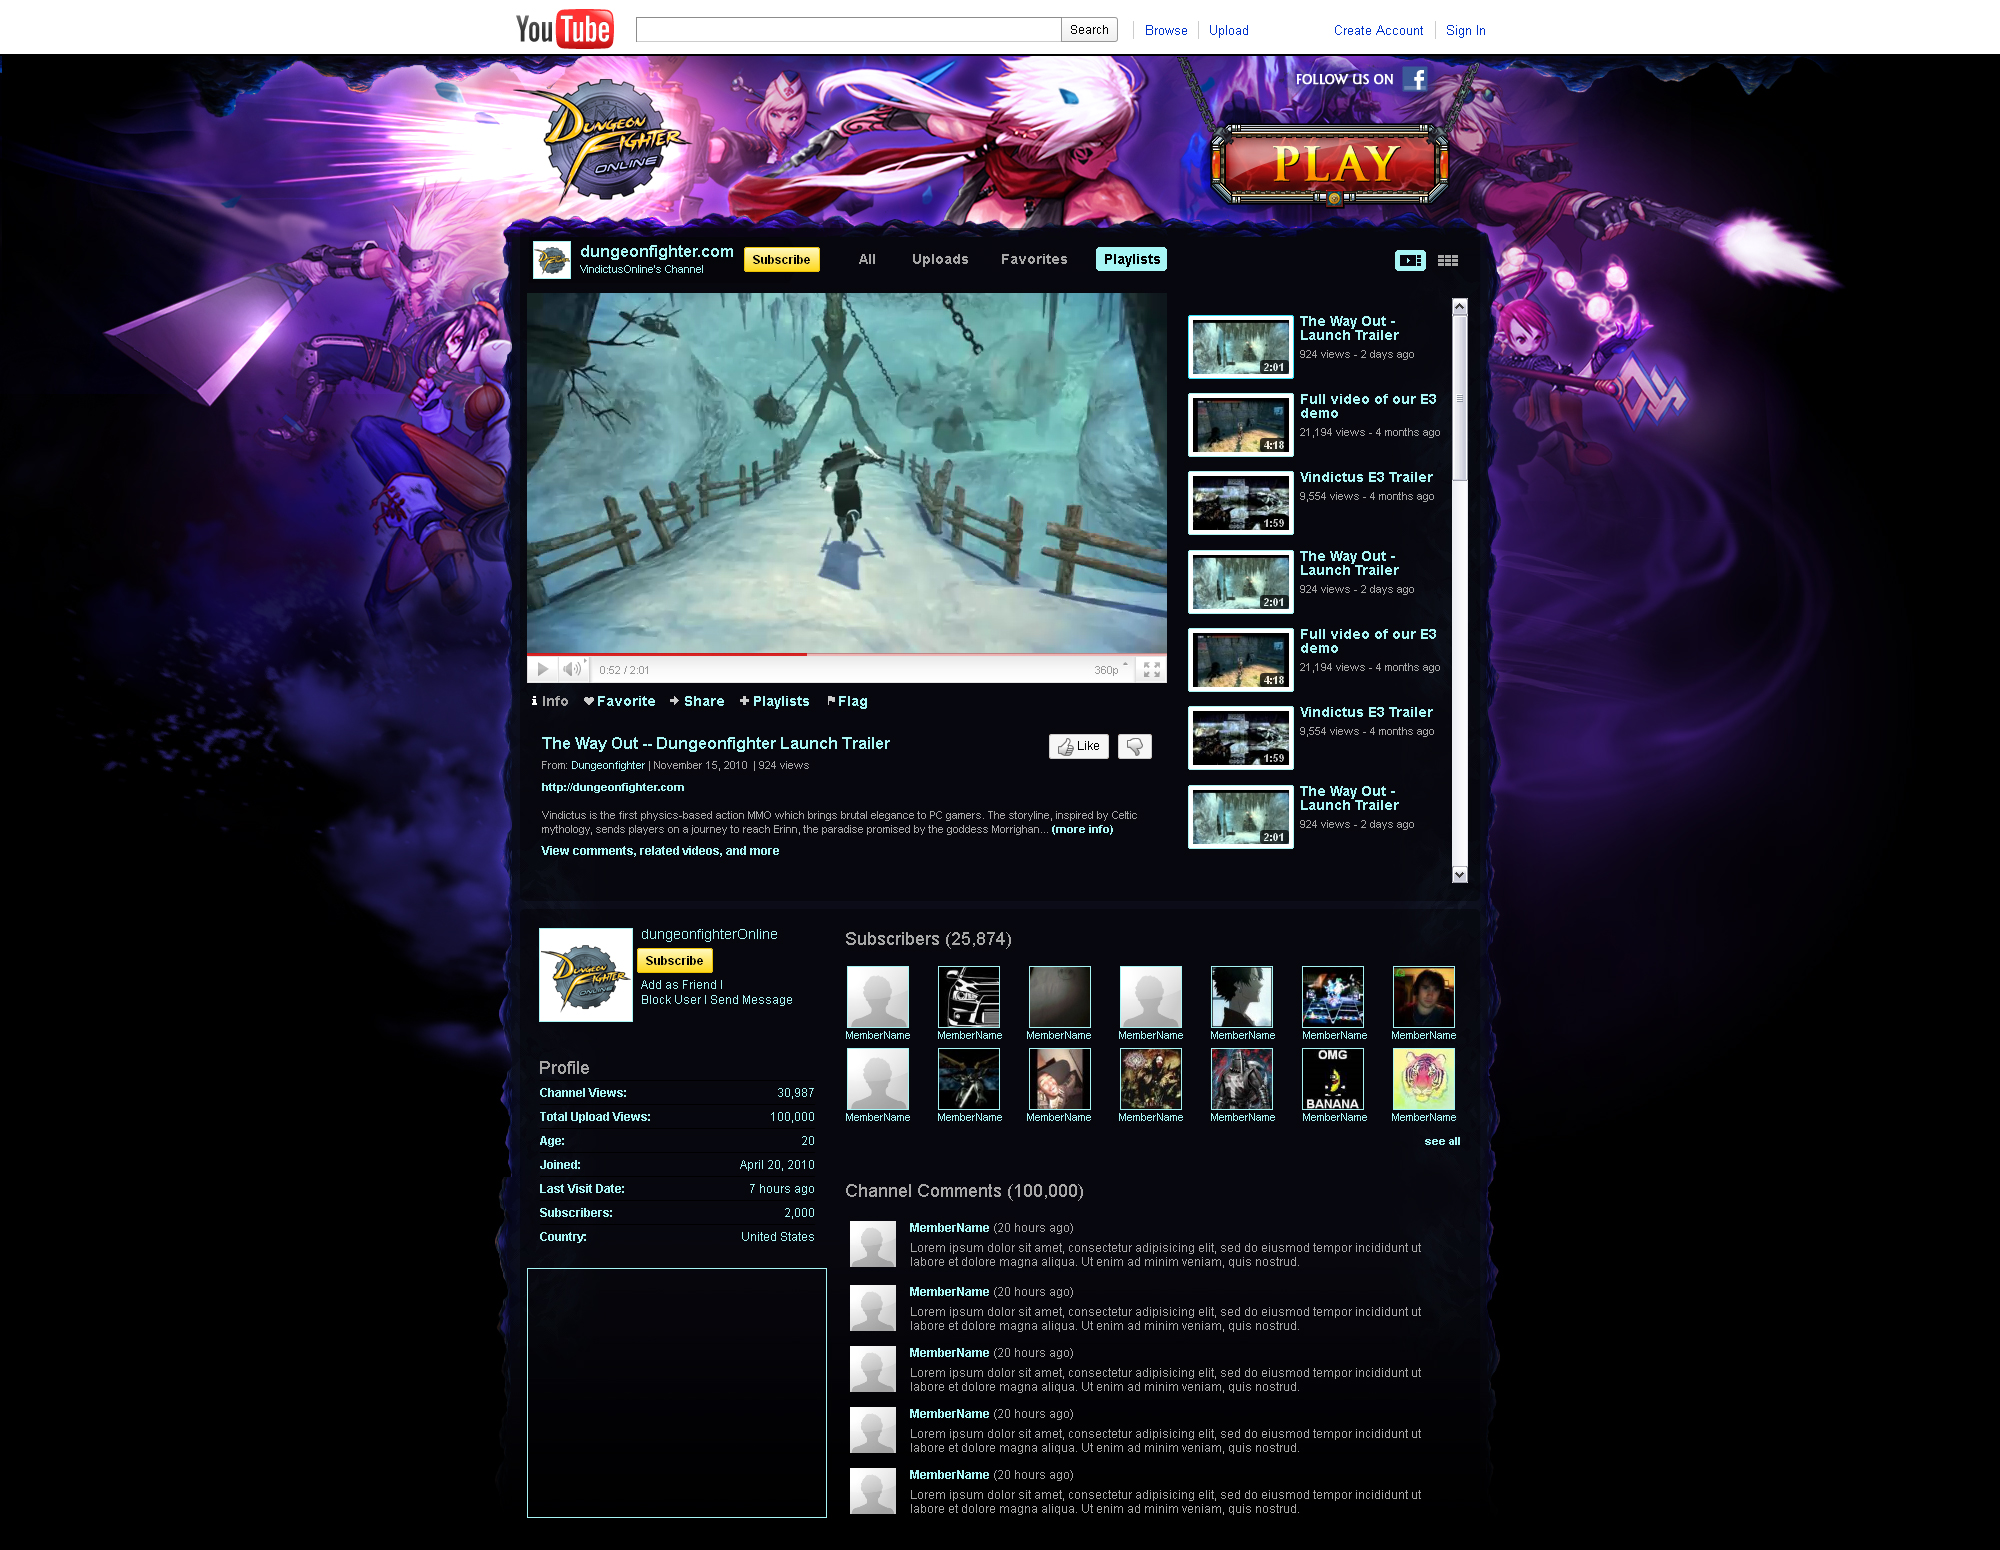 YouTube
Search
Browse
Upload
Create Account
Sign In
FOLLOW US ON
DUNGEON
FIGHTER
ONLINE
PLAY
dungeonfighter.com
VindictusOnline's Channel
Subscribe
All
Uploads
Favorites
Playlists
The Way Out -
Launch Trailer
924 views - 2 days ago
2:01
Full video of our E3
demo
21,194 views - 4 months ago
4:18
Vindictus E3 Trailer
9,554 views - 4 months ago
1:59
The Way Out -
Launch Trailer
924 views - 2 days ago
2:01
Full video of our E3
demo
21,194 views - 4 months ago
4:18
Vindictus E3 Trailer
9,554 views - 4 months ago
1:59
The Way Out -
Launch Trailer
924 views - 2 days ago
2:01
0:52 / 2:01
360p
Info
Favorite
Share
Playlists
Flag
The Way Out -- Dungeonfighter Launch Trailer
Like
From: Dungeonfighter | November 15, 2010 | 924 views
http://dungeonfighter.com
Vindictus is the first physics-based action MMO which brings brutal elegance to PC gamers. The storyline, inspired by Celtic
mythology, sends players on a journey to reach Erinn, the paradise promised by the goddess Morrighan... (more info)
View comments, related videos, and more
DUNGEON
FIGHTER
ONLINE
dungeonfighterOnline
Subscribe
Add as Friend I
Block User I Send Message
Profile
Channel Views: 30,987
Total Upload Views: 100,000
Age: 20
Joined: April 20, 2010
Last Visit Date: 7 hours ago
Subscribers: 2,000
Country: United States
Subscribers (25,874)
MemberName MemberName MemberName MemberName MemberName MemberName MemberName
OMG
BANANA
MemberName MemberName MemberName MemberName MemberName MemberName MemberName
see all
Channel Comments (100,000)
MemberName (20 hours ago)
Lorem ipsum dolor sit amet, consectetur adipisicing elit, sed do eiusmod tempor incididunt ut
labore et dolore magna aliqua. Ut enim ad minim veniam, quis nostrud.
MemberName (20 hours ago)
Lorem ipsum dolor sit amet, consectetur adipisicing elit, sed do eiusmod tempor incididunt ut
labore et dolore magna aliqua. Ut enim ad minim veniam, quis nostrud.
MemberName (20 hours ago)
Lorem ipsum dolor sit amet, consectetur adipisicing elit, sed do eiusmod tempor incididunt ut
labore et dolore magna aliqua. Ut enim ad minim veniam, quis nostrud.
MemberName (20 hours ago)
Lorem ipsum dolor sit amet, consectetur adipisicing elit, sed do eiusmod tempor incididunt ut
labore et dolore magna aliqua. Ut enim ad minim veniam, quis nostrud.
MemberName (20 hours ago)
Lorem ipsum dolor sit amet, consectetur adipisicing elit, sed do eiusmod tempor incididunt ut
labore et dolore magna aliqua. Ut enim ad minim veniam, quis nostrud.